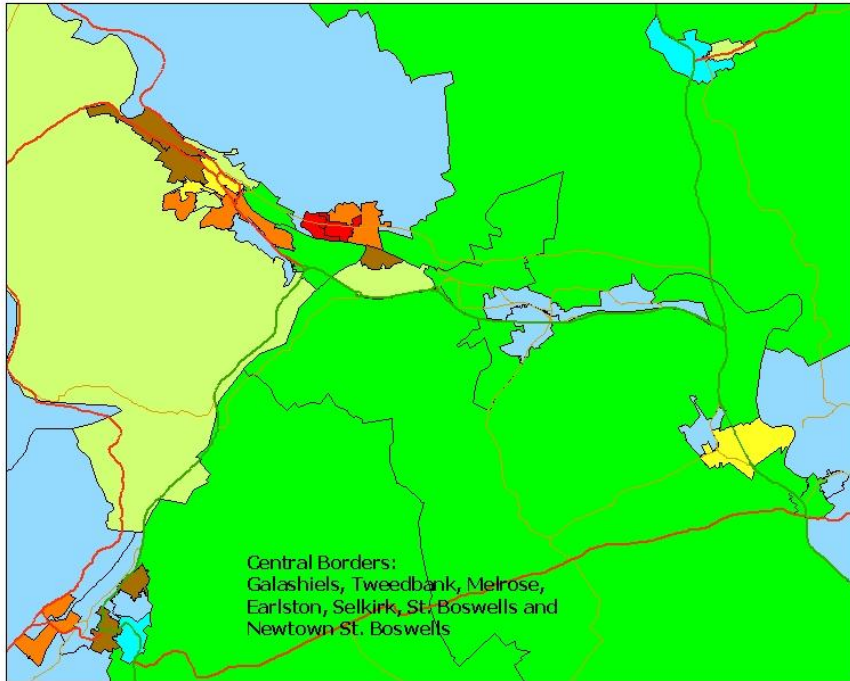 Central Borders:
Galashiels, Tweedbank, Melrose,
Earlston, Selkirk, St. Boswells and
Newtown St. Boswells